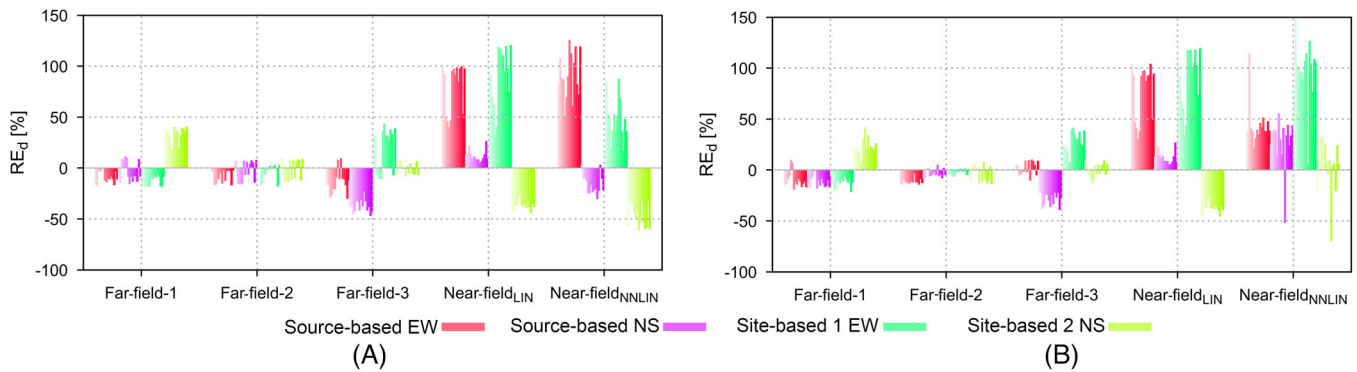 150
100
50
0
-50
-100
RE_d [%]
Far-field-1 Far-field-2 Far-field-3 Near-field_LIN Near-field_NNLIN
150
100
50
0
-50
-100
RE_d [%]
Far-field-1 Far-field-2 Far-field-3 Near-field_LIN Near-field_NNLIN
Source-based EW Source-based NS Site-based 1 EW Site-based 2 NS
(A) (B)